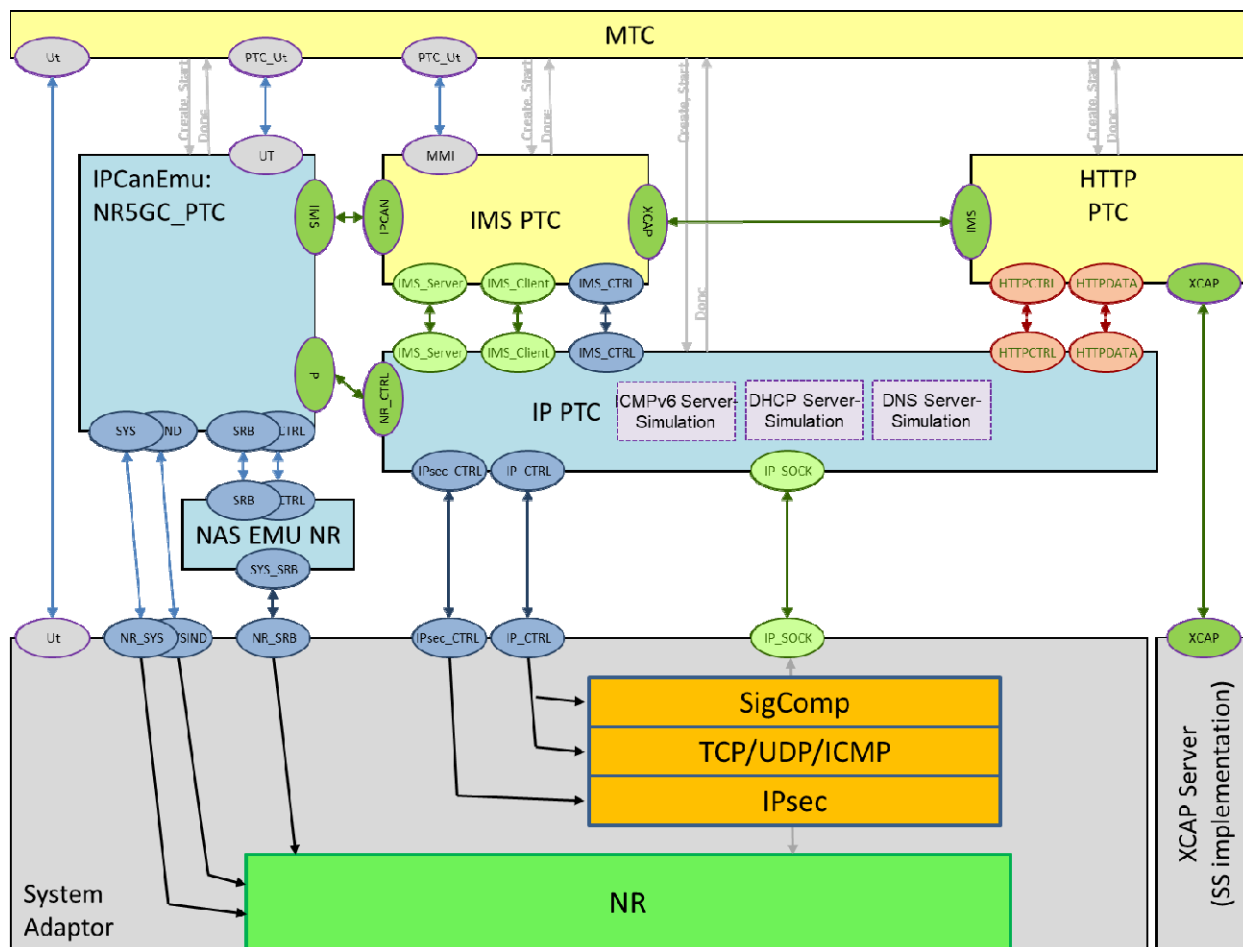 MTC
Ut
PTC_Ut
PTC_Ut
Create, Start
Done
Create, Start
Done
Create, Start
Done
Create, Start
Done
UT
MMI
IPCanEmu:
NR5GC_PTC
IMS
IPCAN
IMS PTC
XCAP
IMS
HTTP
PTC
IMS_Server
IMS_Client
IMS_CTRL
HTTPCTRL
HTTPDATA
XCAP
IMS_Server
IMS_Client
IMS_CTRL
HTTPCTRL
HTTPDATA
P
NR_CTRL
IP PTC
ICMPv6 Server-
Simulation
DHCP Server-
Simulation
DNS Server-
Simulation
SYS
IND
SRB
CTRL
IPsec_CTRL
IP_CTRL
IP_SOCK
SRB
CTRL
NAS EMU NR
SYS_SRB
Ut
NR_SYS
YSIND
NR_SRB
IPsec_CTRL
IP_CTRL
IP_SOCK
XCAP
SigComp
TCP/UDP/ICMP
IPsec
XCAP Server
(SS implementation)
NR
System
Adaptor